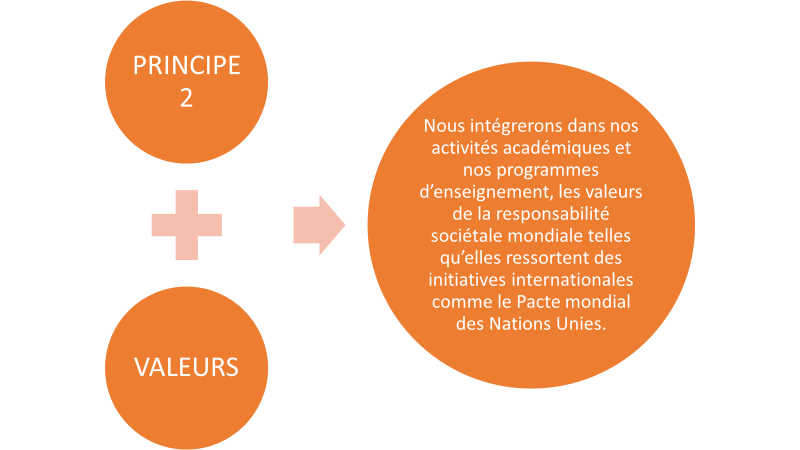 PRINCIPE
2
VALEURS
Nous intégrerons dans nos
activités académiques et
nos programmes
d’enseignement, les valeurs
de la responsabilité
sociétale mondiale telles
qu’elles ressortent des
initiatives internationales
comme le Pacte mondial
des Nations Unies.